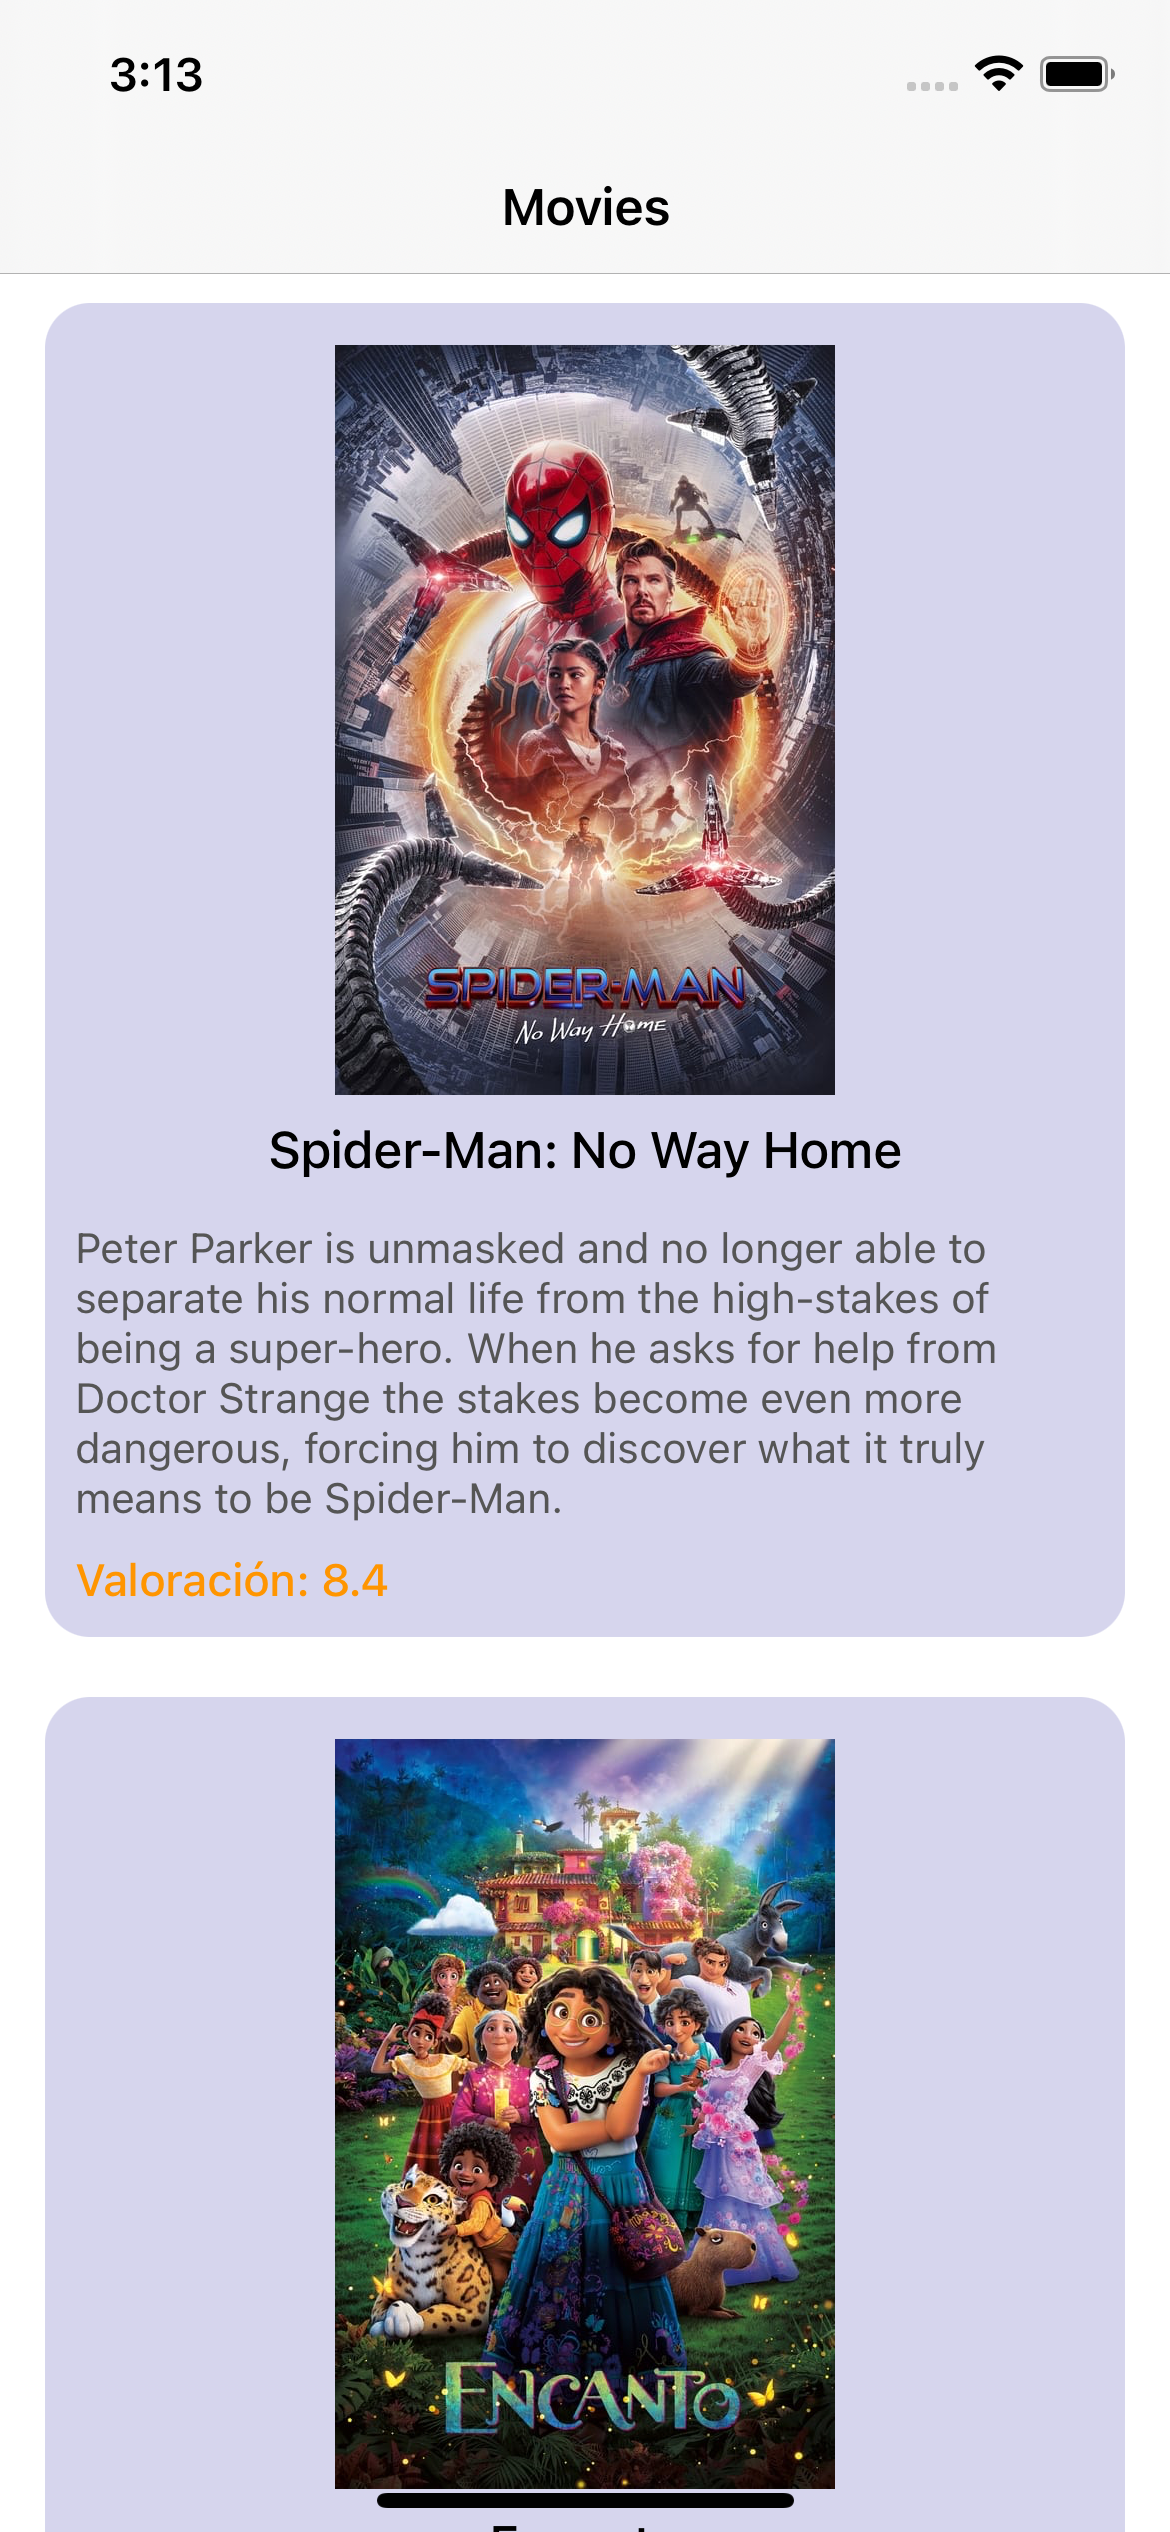 3:13
Movies
SPIDER-MAN
No Way Home
Spider-Man: No Way Home
Peter Parker is unmasked and no longer able to
separate his normal life from the high-stakes of
being a super-hero. When he asks for help from
Doctor Strange the stakes become even more
dangerous, forcing him to discover what it truly
means to be Spider-Man.
Valoración: 8.4
ENCANTO